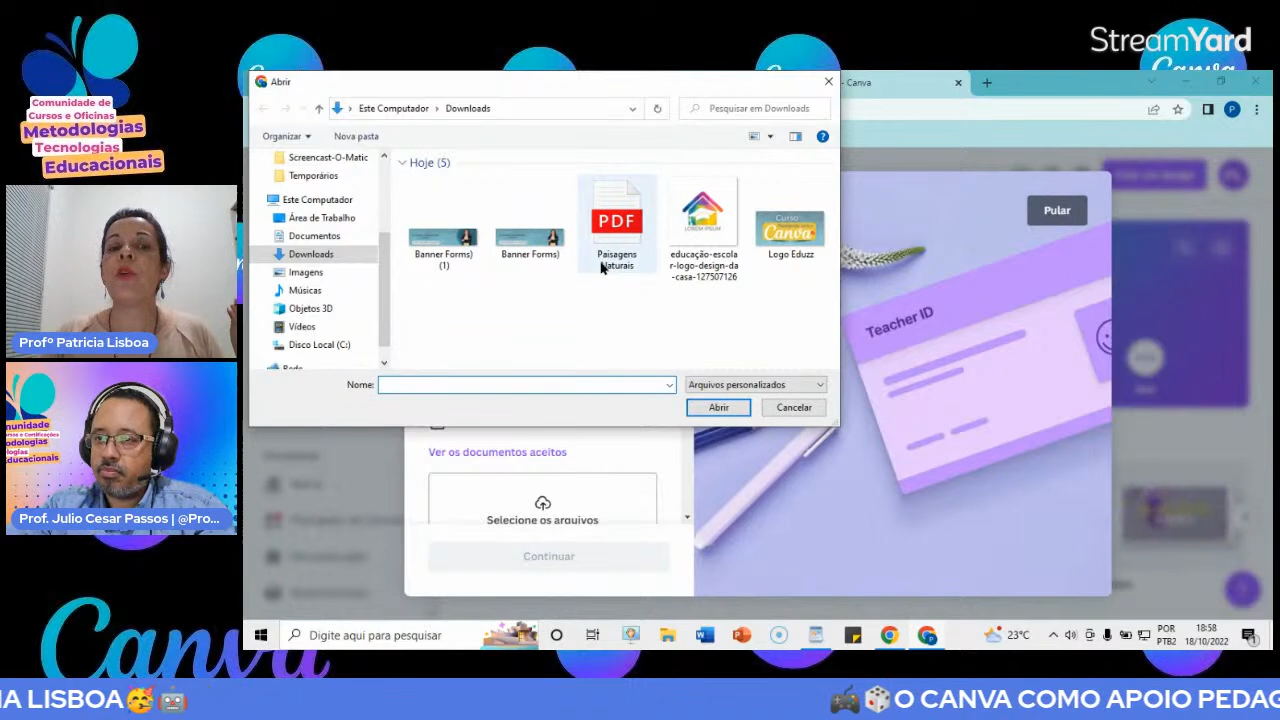 StreamYard
Comunidade de
Cursos e Oficinas
Metodologias
Tecnologias
Educacionais
Profº Patricia Lisboa
Prof. Julio Cesar Passos | @Pro...
Abrir
- Canva
Este Computador > Downloads
Pesquisar em Downloads
Organizar
Nova pasta
Screencast-O-Matic
Temporários
Este Computador
Área de Trabalho
Documentos
Downloads
Imagens
Músicas
Objetos 3D
Vídeos
Disco Local (C:)
Hoje (5)
PDF
LOREM IPSUM
Curso
Canva
Banner Forms)
(1)
Banner Forms)
Paisagens
Naturais
educação-escola
r-logo-design-da
-casa-127507126
Logo Eduzz
Nome:
Arquivos personalizados
Abrir
Cancelar
Pular
Teacher ID
Ver os documentos aceitos
Selecione os arquivos
Continuar
Digite aqui para pesquisar
23°C
POR
PTB2
18:58
18/10/2022
Canva
IA LISBOA🥳🤖
🎮🎲O CANVA COMO APOIO PEDAG